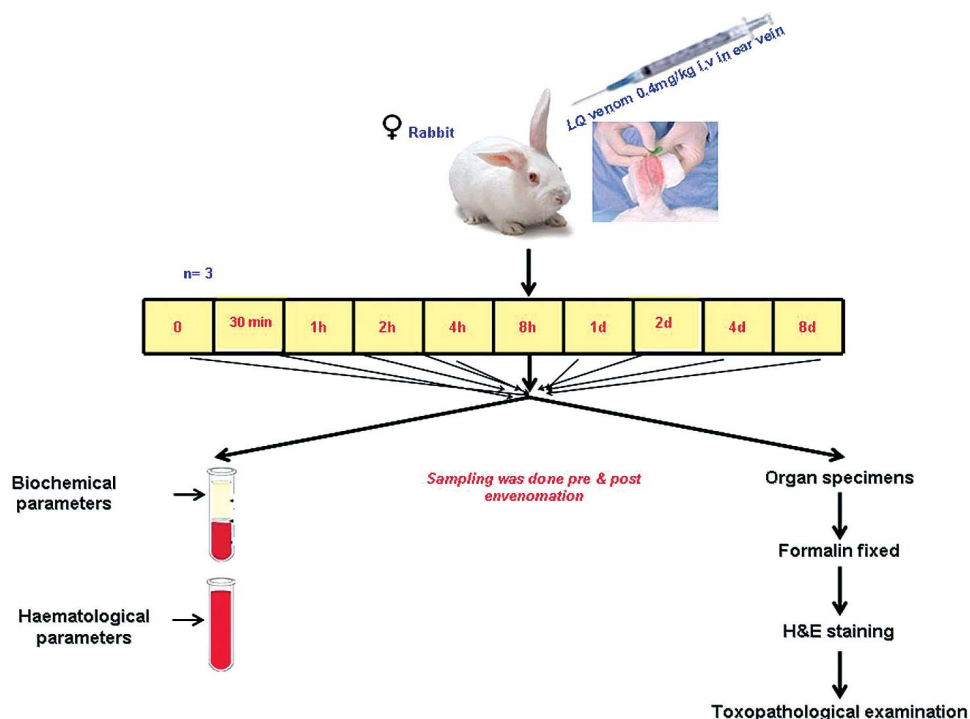 LQ venom 0.4mg/kg i.v in ear vein
♀ Rabbit
n= 3
0 30 min 1h 2h 4h 8h 1d 2d 4d 8d
Sampling was done pre & post
envenomation
Biochemical
parameters
Haematological
parameters
Organ specimens
Formalin fixed
H&E staining
Toxopathological examination